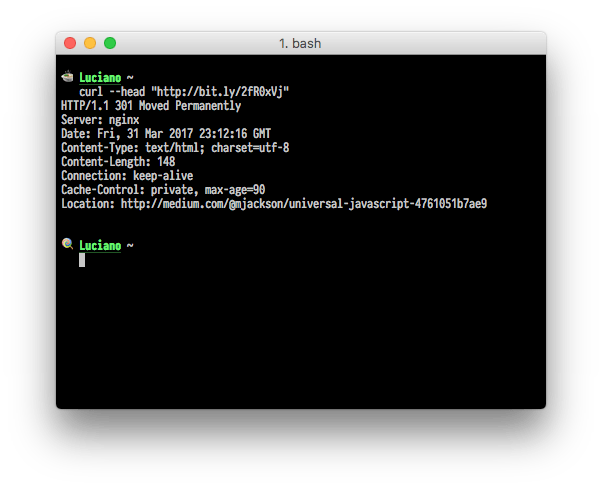 1. bash
Luciano ~
curl --head "http://bit.ly/2fR0xVj"
HTTP/1.1 301 Moved Permanently
Server: nginx
Date: Fri, 31 Mar 2017 23:12:16 GMT
Content-Type: text/html; charset=utf-8
Content-Length: 148
Connection: keep-alive
Cache-Control: private, max-age=90
Location: http://medium.com/@mjackson/universal-javascript-4761051b7ae9
Luciano ~